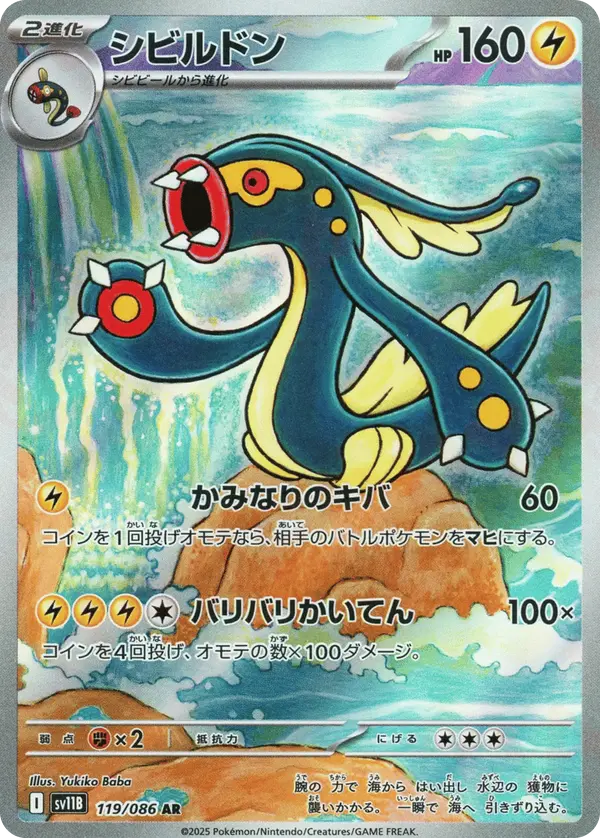 2進化 シビルドン HP 160
シビビールから進化
かみなりのキバ 60
コインを1回投げオモテなら、相手のバトルポケモンをマヒにする。
バリバリかいてん 100×
コインを4回投げ、オモテの数×100ダメージ。
弱点 ×2 抵抗力 にげる
Illus. Yukiko Baba
腕の力で海からはい出し水辺の獲物に
襲いかかる。一瞬で海へ引きずり込む。
I sv11B 119/086 AR
©2025 Pokémon/Nintendo/Creatures/GAME FREAK.